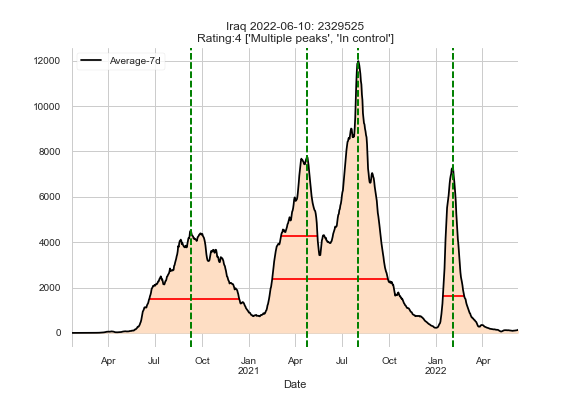 Iraq 2022-06-10: 2329525
Rating:4 ['Multiple peaks', 'In control']
Average-7d
12000
10000
8000
6000
4000
2000
0
Apr Jul Oct Jan Apr Jul Oct Jan Apr
2021 2022
Date